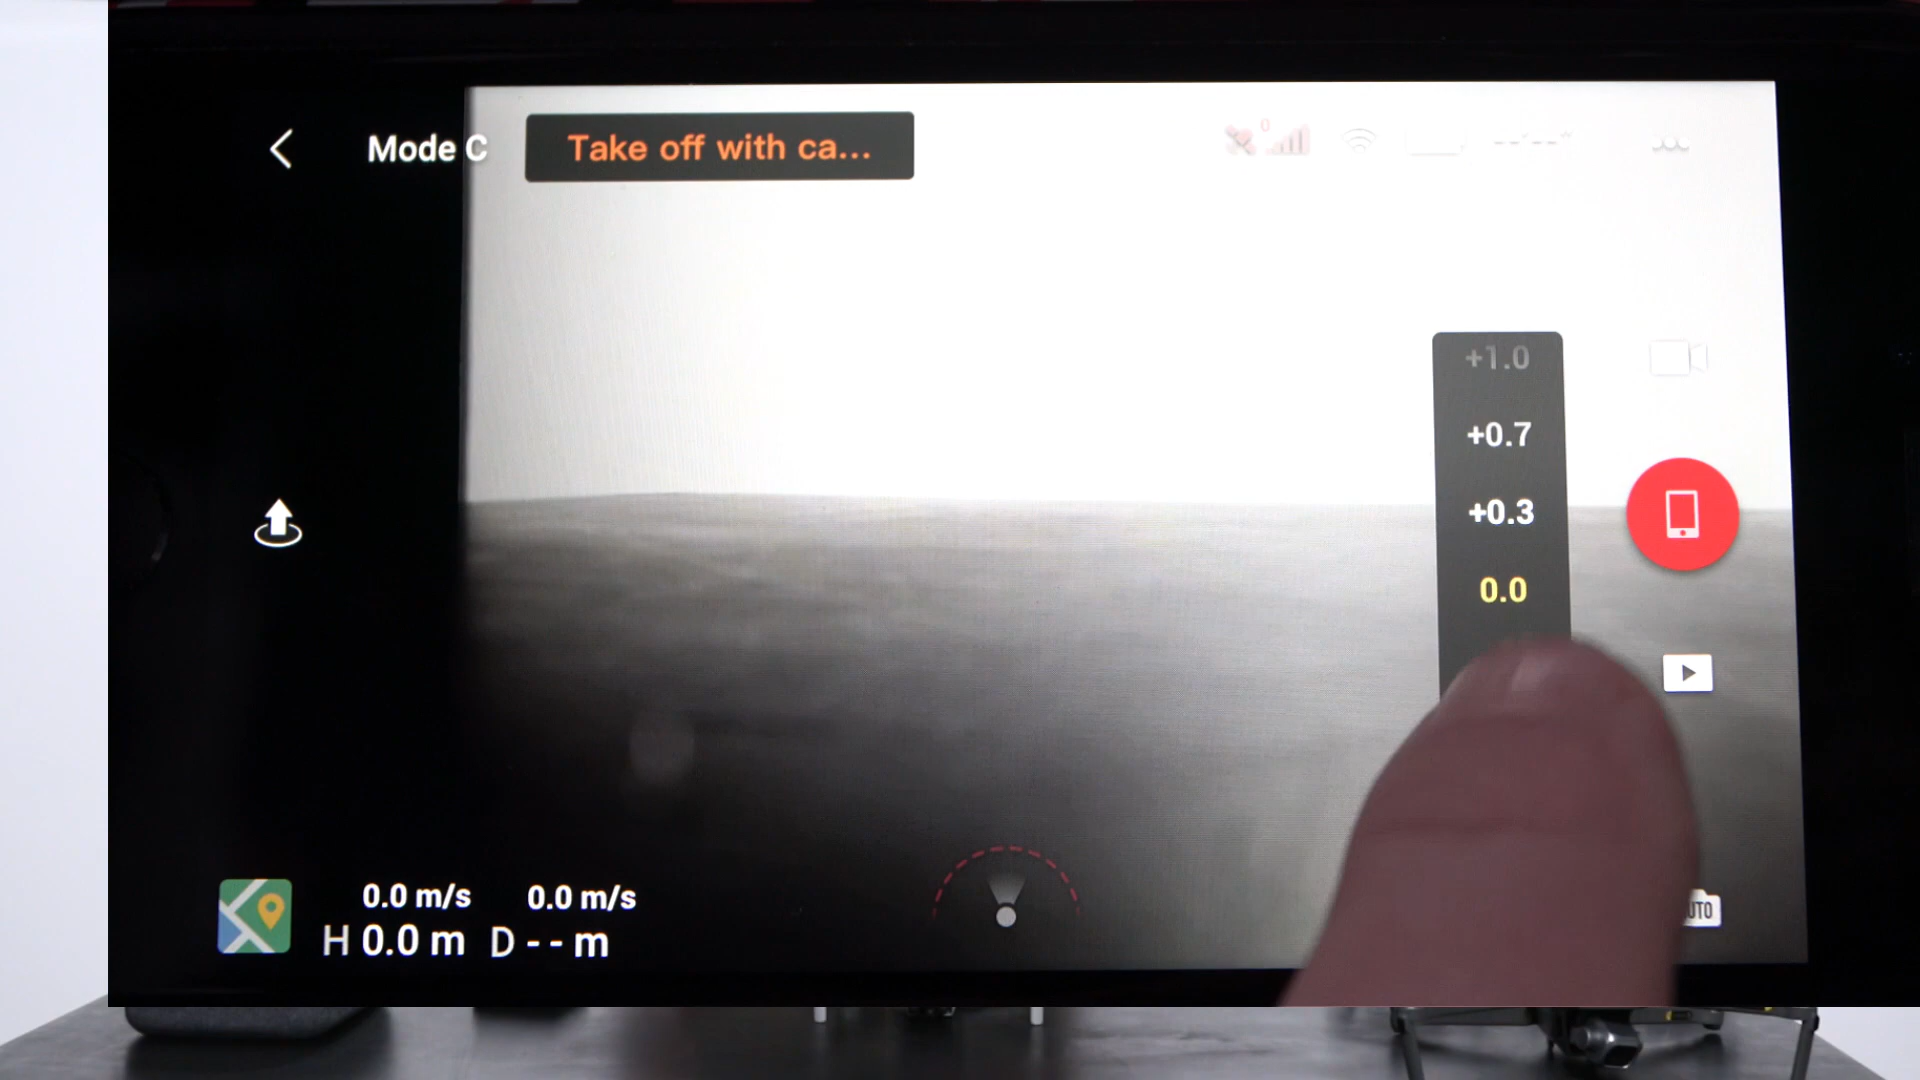 Mode C
Take off with ca...
0
+1.0
+0.7
+0.3
0.0
0.0 m/s 0.0 m/s
H 0.0 m D -- m